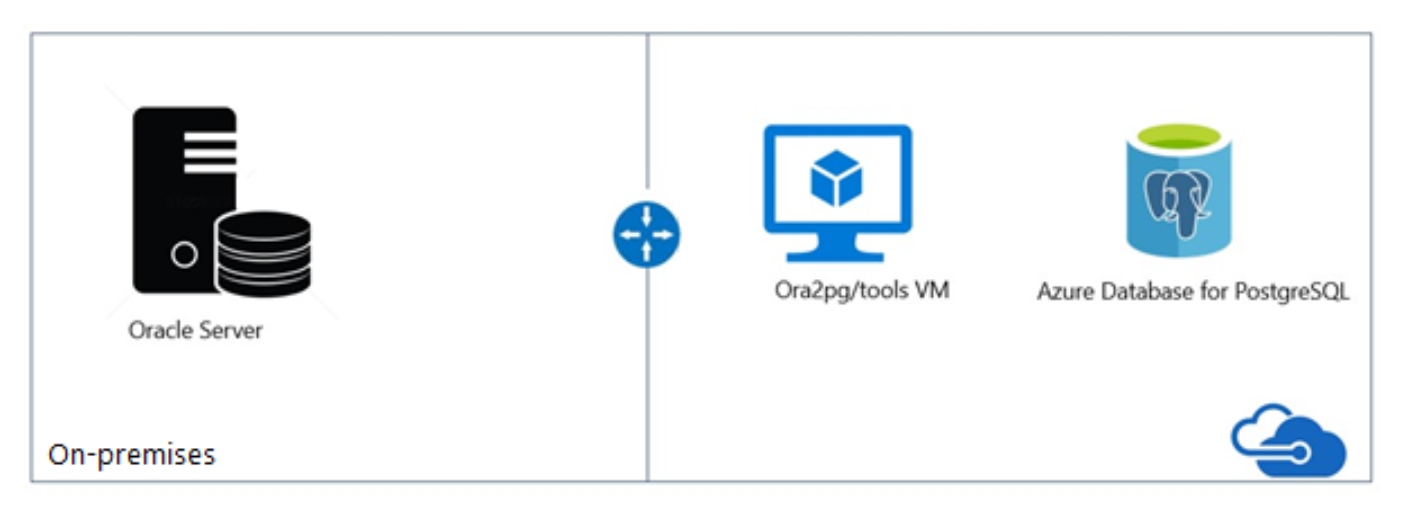 Oracle Server
On-premises
Ora2pg/tools VM
Azure Database for PostgreSQL